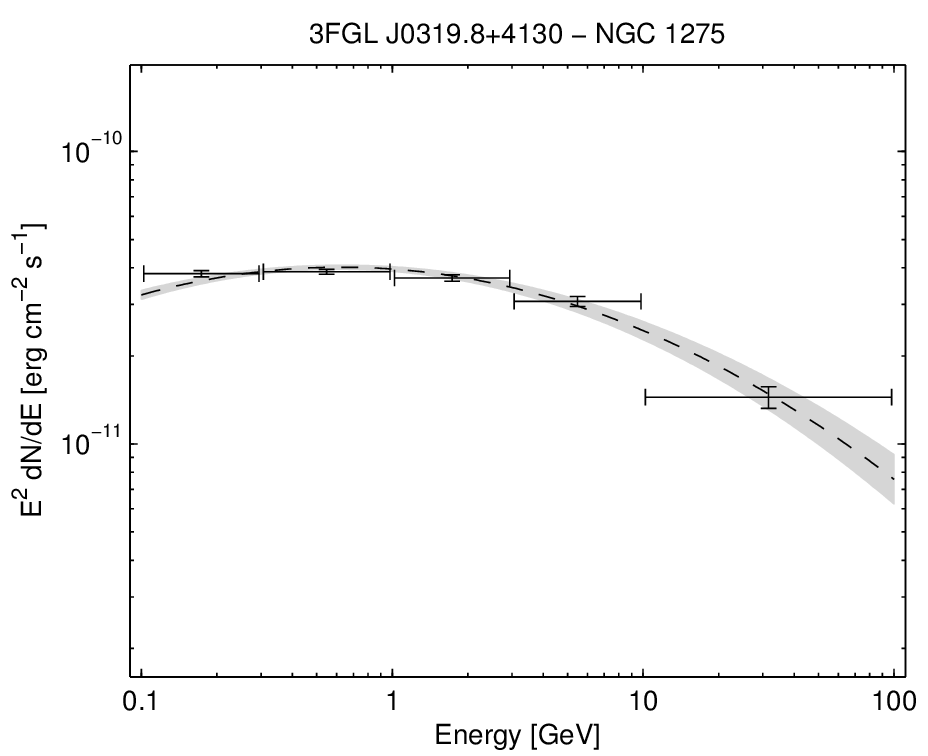 3FGL J0319.8+4130 − NGC 1275
E² dN/dE [erg cm⁻² s⁻¹]
10⁻¹⁰
10⁻¹¹
0.1 1 10 100
Energy [GeV]